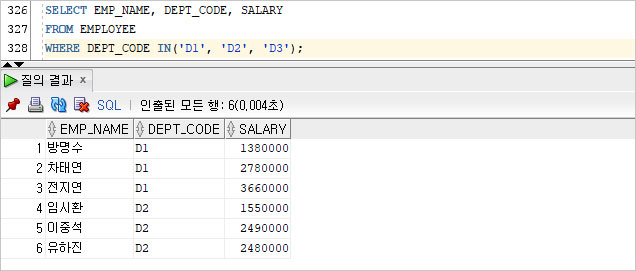 326 SELECT EMP_NAME, DEPT_CODE, SALARY
327 FROM EMPLOYEE
328 WHERE DEPT_CODE IN('D1', 'D2', 'D3');
질의 결과 x
SQL | 인출된 모든 행: 6(0,004초)
EMP_NAME DEPT_CODE SALARY
1 방명수 D1 1380000
2 차태연 D1 2780000
3 전지연 D1 3660000
4 임시환 D2 1550000
5 이중석 D2 2490000
6 유하진 D2 2480000